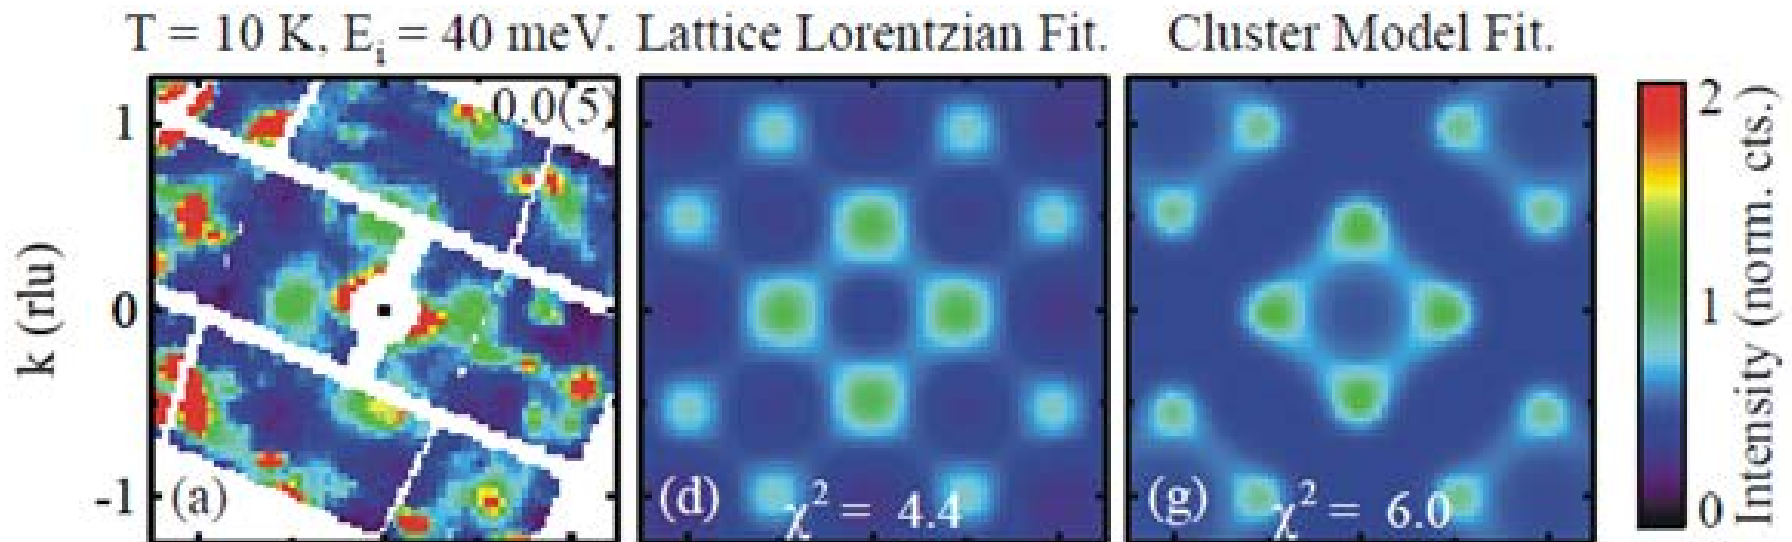 T = 10 K, E_i = 40 meV. Lattice Lorentzian Fit. Cluster Model Fit.
0.0(5)
1
0
-1
k (rlu)
(a)
(d)
χ² = 4.4
(g)
χ² = 6.0
2
1
0
Intensity (norm. cts.)